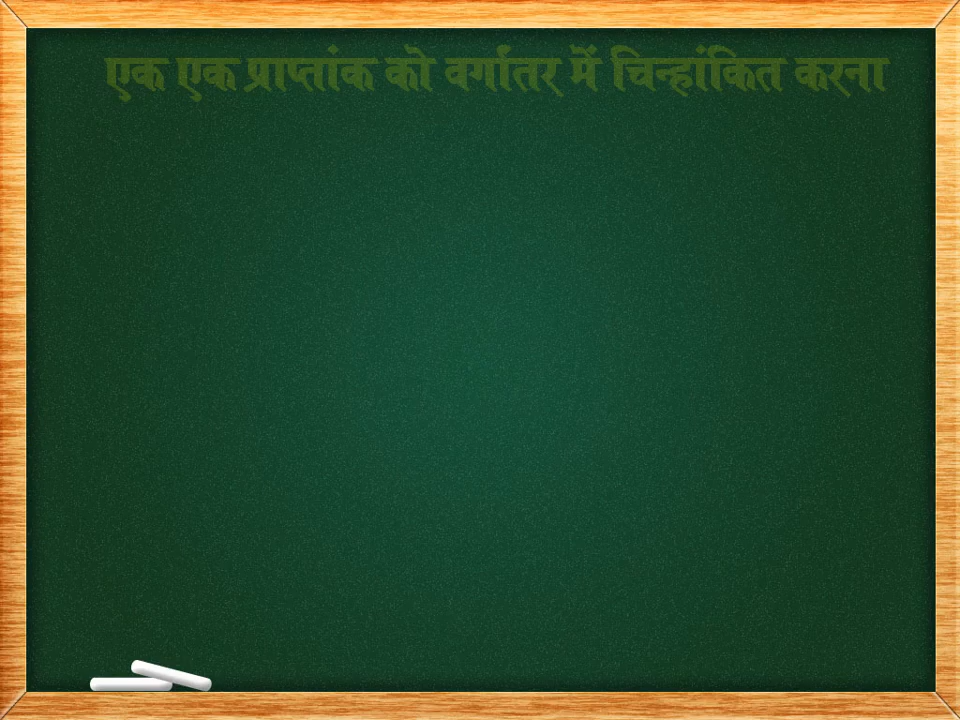 एक एक प्राप्तांक को वर्गांतर में चिन्हांकित करना